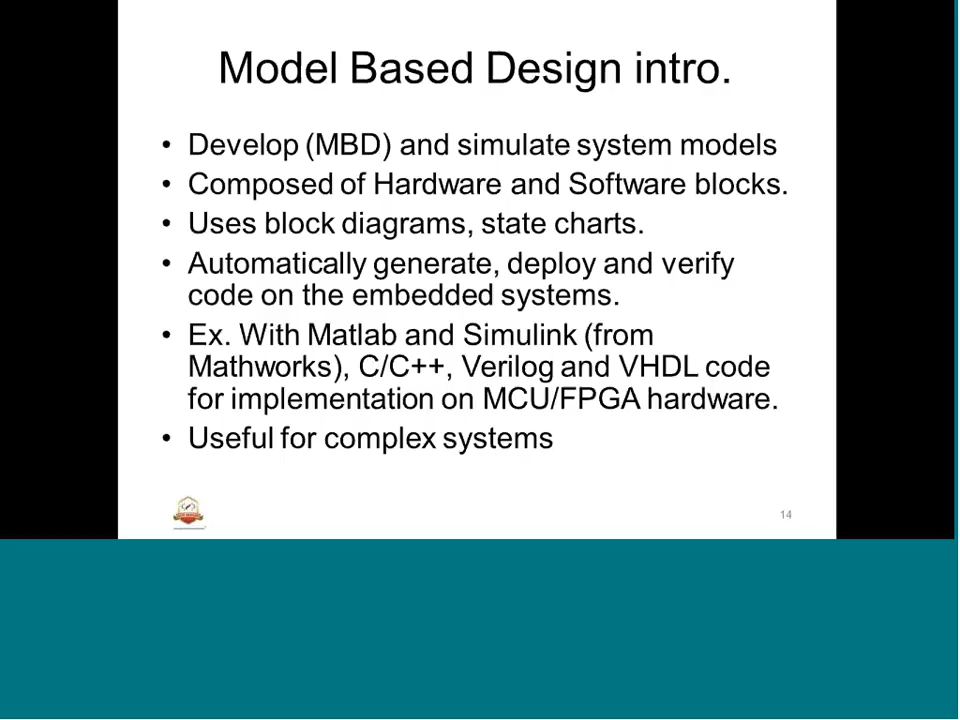 Model Based Design intro.
• Develop (MBD) and simulate system models
• Composed of Hardware and Software blocks.
• Uses block diagrams, state charts.
• Automatically generate, deploy and verify
code on the embedded systems.
• Ex. With Matlab and Simulink (from
Mathworks), C/C++, Verilog and VHDL code
for implementation on MCU/FPGA hardware.
• Useful for complex systems
14